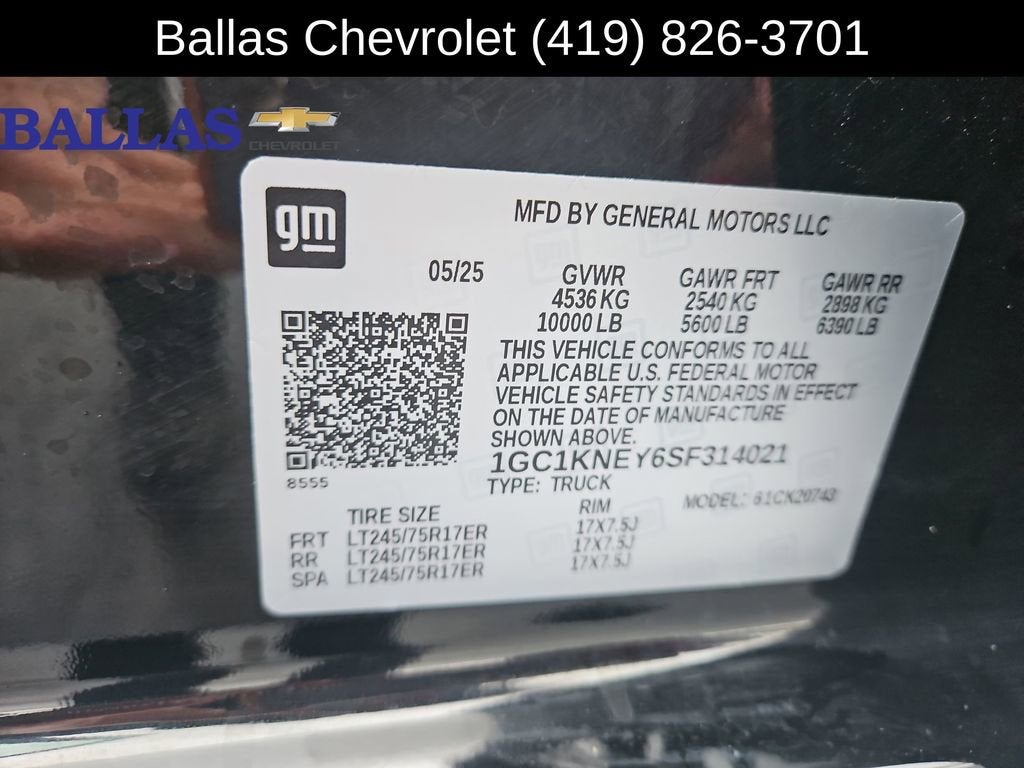 Ballas Chevrolet (419) 826-3701
BALLAS
CHEVROLET
gm
MFD BY GENERAL MOTORS LLC
05/25 GVWR GAWR FRT GAWR RR
4536 KG 2540 KG 2898 KG
10000 LB 5600 LB 6390 LB
THIS VEHICLE CONFORMS TO ALL
APPLICABLE U.S. FEDERAL MOTOR
VEHICLE SAFETY STANDARDS IN EFFECT
ON THE DATE OF MANUFACTURE
SHOWN ABOVE.
1GC1KNEY6SF314021
8555
TYPE: TRUCK MODEL: 61CK20743
TIRE SIZE RIM
FRT LT245/75R17ER 17X7.5J
RR LT245/75R17ER 17X7.5J
SPA LT245/75R17ER 17X7.5J